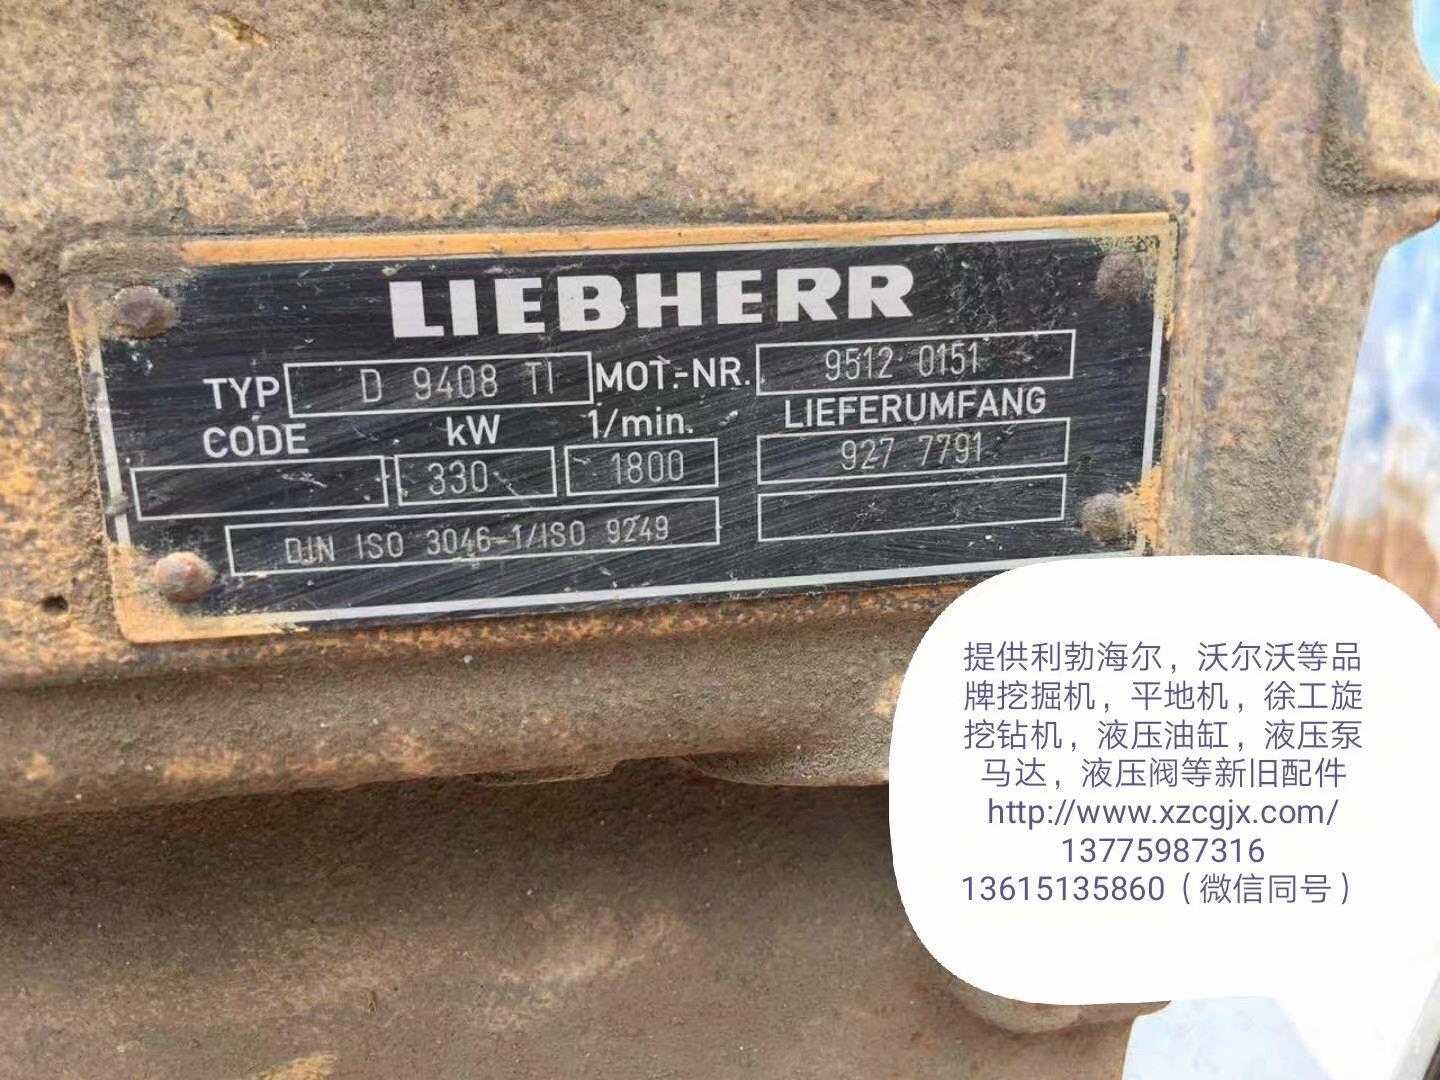 LIEBHERR
TYP D 9408 TI MOT.-NR. 9512 0151
CODE kW 1/min. LIEFERUMFANG
330 1800 927 7791
DIN ISO 3046-1/ISO 9249
提供利勃海尔，沃尔沃等品
牌挖掘机，平地机，徐工旋
挖钻机，液压油缸，液压泵
马达，液压阀等新旧配件
http://www.xzcgjx.com/
13775987316
13615135860（微信同号）